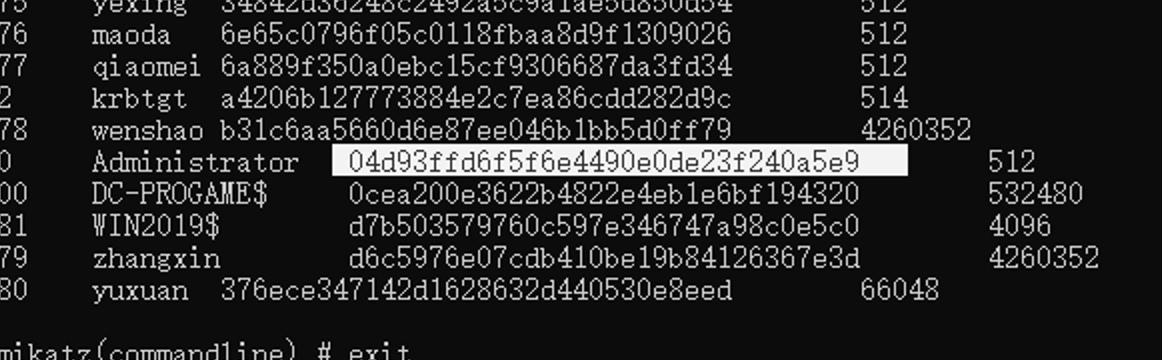 75 yexing 34842d36248c2492a5c9a1ae5d850d54 512
76 maoda 6e65c0796f05c0118fbaa8d9f1309026 512
77 qiaomei 6a889f350a0ebc15cf9306687da3fd34 512
2 krbtgt a4206b127773884e2c7ea86cdd282d9c 514
78 wenshao b31c6aa5660d6e87ee046b1bb5d0ff79 4260352
0 Administrator 04d93ffd6f5f6e4490e0de23f240a5e9 512
00 DC-PROGAME$ 0cea200e3622b4822e4eb1e6bf194320 532480
81 WIN2019$ d7b503579760c597e346747a98c0e5c0 4096
79 zhangxin d6c5976e07cdb410be19b84126367e3d 4260352
80 yuxuan 376ece347142d1628632d440530e8eed 66048
mikatz(commandline) # exit